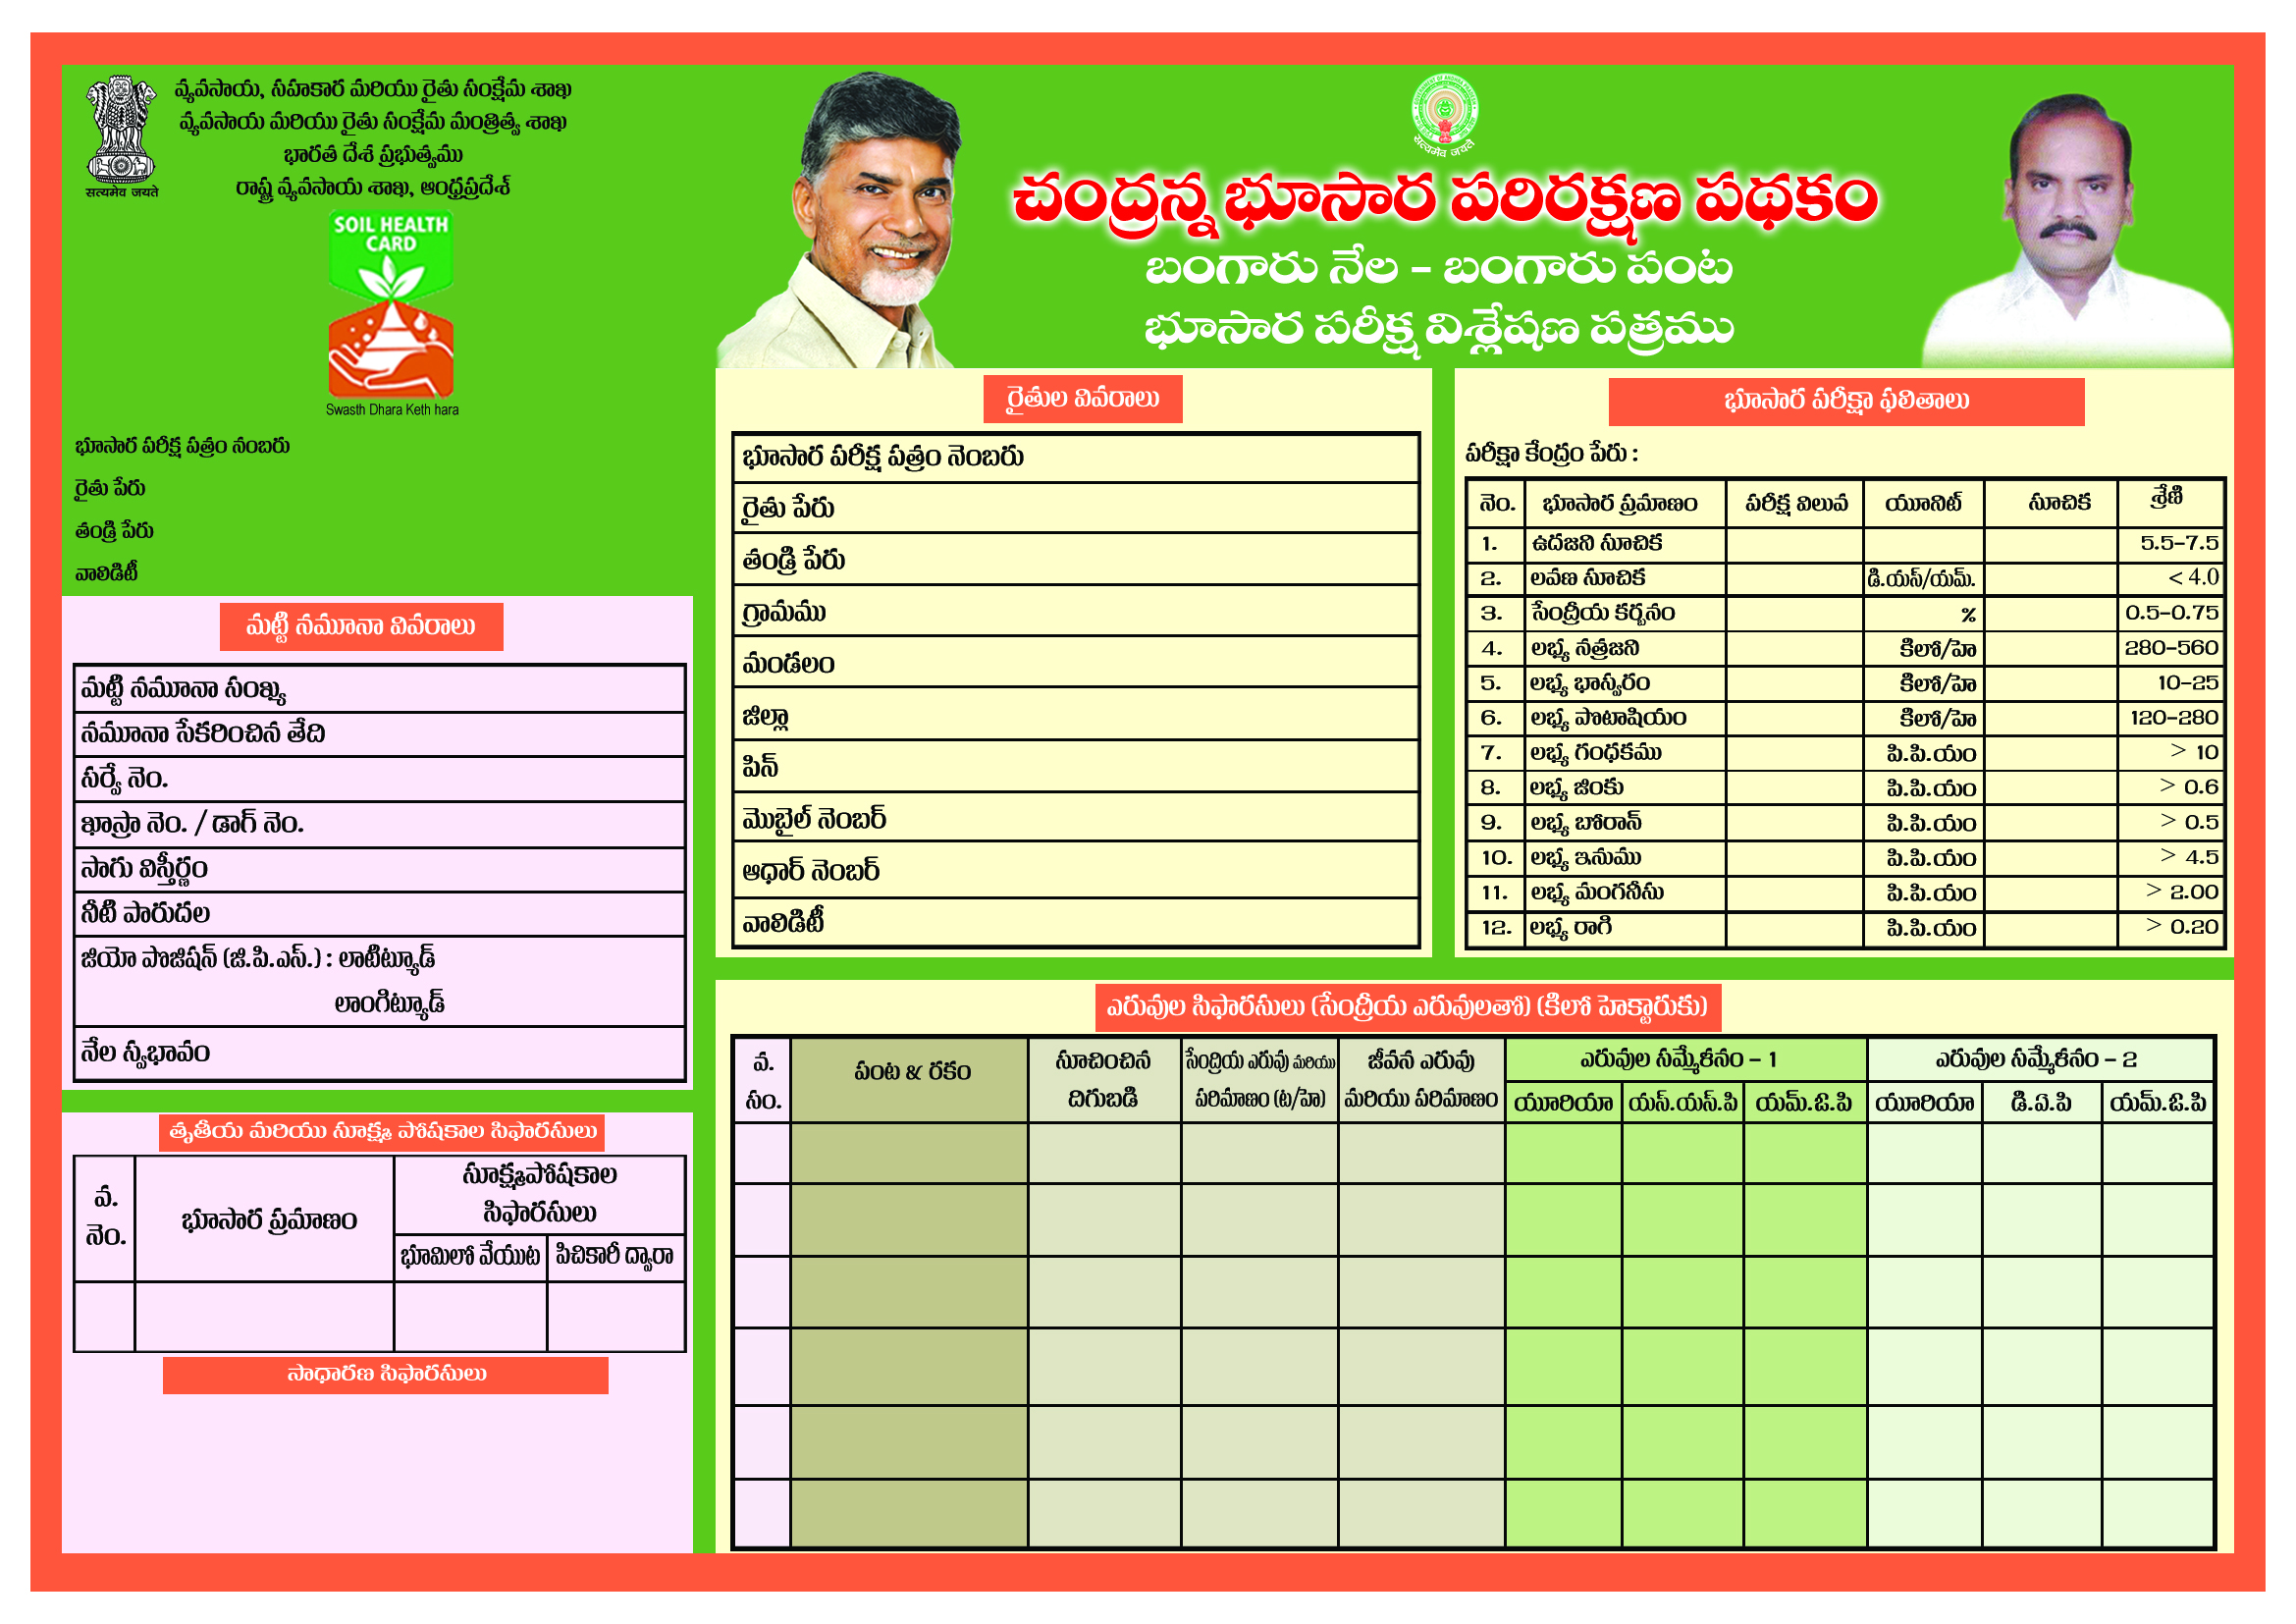 सत्यमेव जयते
వ్యవసాయ, సహకార మరియు రైతు సంక్షేమ శాఖ
వ్యవసాయ మరియు రైతు సంక్షేమ మంత్రిత్వ శాఖ
భారత దేశ ప్రభుత్వము
రాష్ట్ర వ్యవసాయ శాఖ, ఆంధ్రప్రదేశ్
SOIL HEALTH
CARD
Swasth Dhara Keth hara
భూసార పరీక్ష పత్రం నంబరు
రైతు పేరు
తండ్రి పేరు
వాలిడిటీ
सत्यमेव जयते
చంద్రన్న భూసార పరిరక్షణ పథకం
బంగారు నేల - బంగారు పంట
భూసార పరీక్ష విశ్లేషణ పత్రము
మట్టి నమూనా వివరాలు
మట్టి నమూనా సంఖ్య
నమూనా సేకరించిన తేది
సర్వే నెం.
ఖాస్రా నెం. / డాగ్ నెం.
సాగు విస్తీర్ణం
నీటి పారుదల
జియో పొజిషన్ (జి.పి.ఎస్.) : లాటిట్యూడ్
లాంగిట్యూడ్
నేల స్వభావం
తృతీయ మరియు సూక్ష్మ పోషకాల సిఫారసులు
వ. నెం.
భూసార ప్రమాణం
సూక్ష్మపోషకాల
సిఫారసులు
భూమిలో వేయుట పిచికారీ ద్వారా
సాధారణ సిఫారసులు
రైతుల వివరాలు
భూసార పరీక్ష పత్రం నెంబరు
రైతు పేరు
తండ్రి పేరు
గ్రామము
మండలం
జిల్లా
పిన్
మొబైల్ నెంబర్
ఆధార్ నెంబర్
వాలిడిటీ
భూసార పరీక్షా ఫలితాలు
పరీక్షా కేంద్రం పేరు :
నెం. భూసార ప్రమాణం పరీక్ష విలువ యూనిట్ సూచిక శ్రేణి
1. ఉదజని సూచిక 5.5-7.5
2. లవణ సూచిక డి.యస్/యమ్. < 4.0
3. సేంద్రీయ కర్బనం % 0.5-0.75
4. లభ్య నత్రజని కిలో/హె 280-560
5. లభ్య భాస్వరం కిలో/హె 10-25
6. లభ్య పొటాషియం కిలో/హె 120-280
7. లభ్య గంధకము పి.పి.యం > 10
8. లభ్య జింకు పి.పి.యం > 0.6
9. లభ్య బోరాన్ పి.పి.యం > 0.5
10. లభ్య ఇనుము పి.పి.యం > 4.5
11. లభ్య మంగనీసు పి.పి.యం > 2.00
12. లభ్య రాగి పి.పి.యం > 0.20
ఎరువుల సిఫారసులు (సేంద్రీయ ఎరువులతో) (కిలో హెక్టారుకు)
వ. సం.
పంట & రకం
సూచించిన దిగుబడి
సేంద్రియ ఎరువు మరియు పరిమాణం (ట/హె)
జీవన ఎరువు మరియు పరిమాణం
ఎరువుల సమ్మేళనం - 1 ఎరువుల సమ్మేళనం - 2
యూరియా యస్.యస్.పి యమ్.ఓ.పి యూరియా డి.ఏ.పి యమ్.ఓ.పి